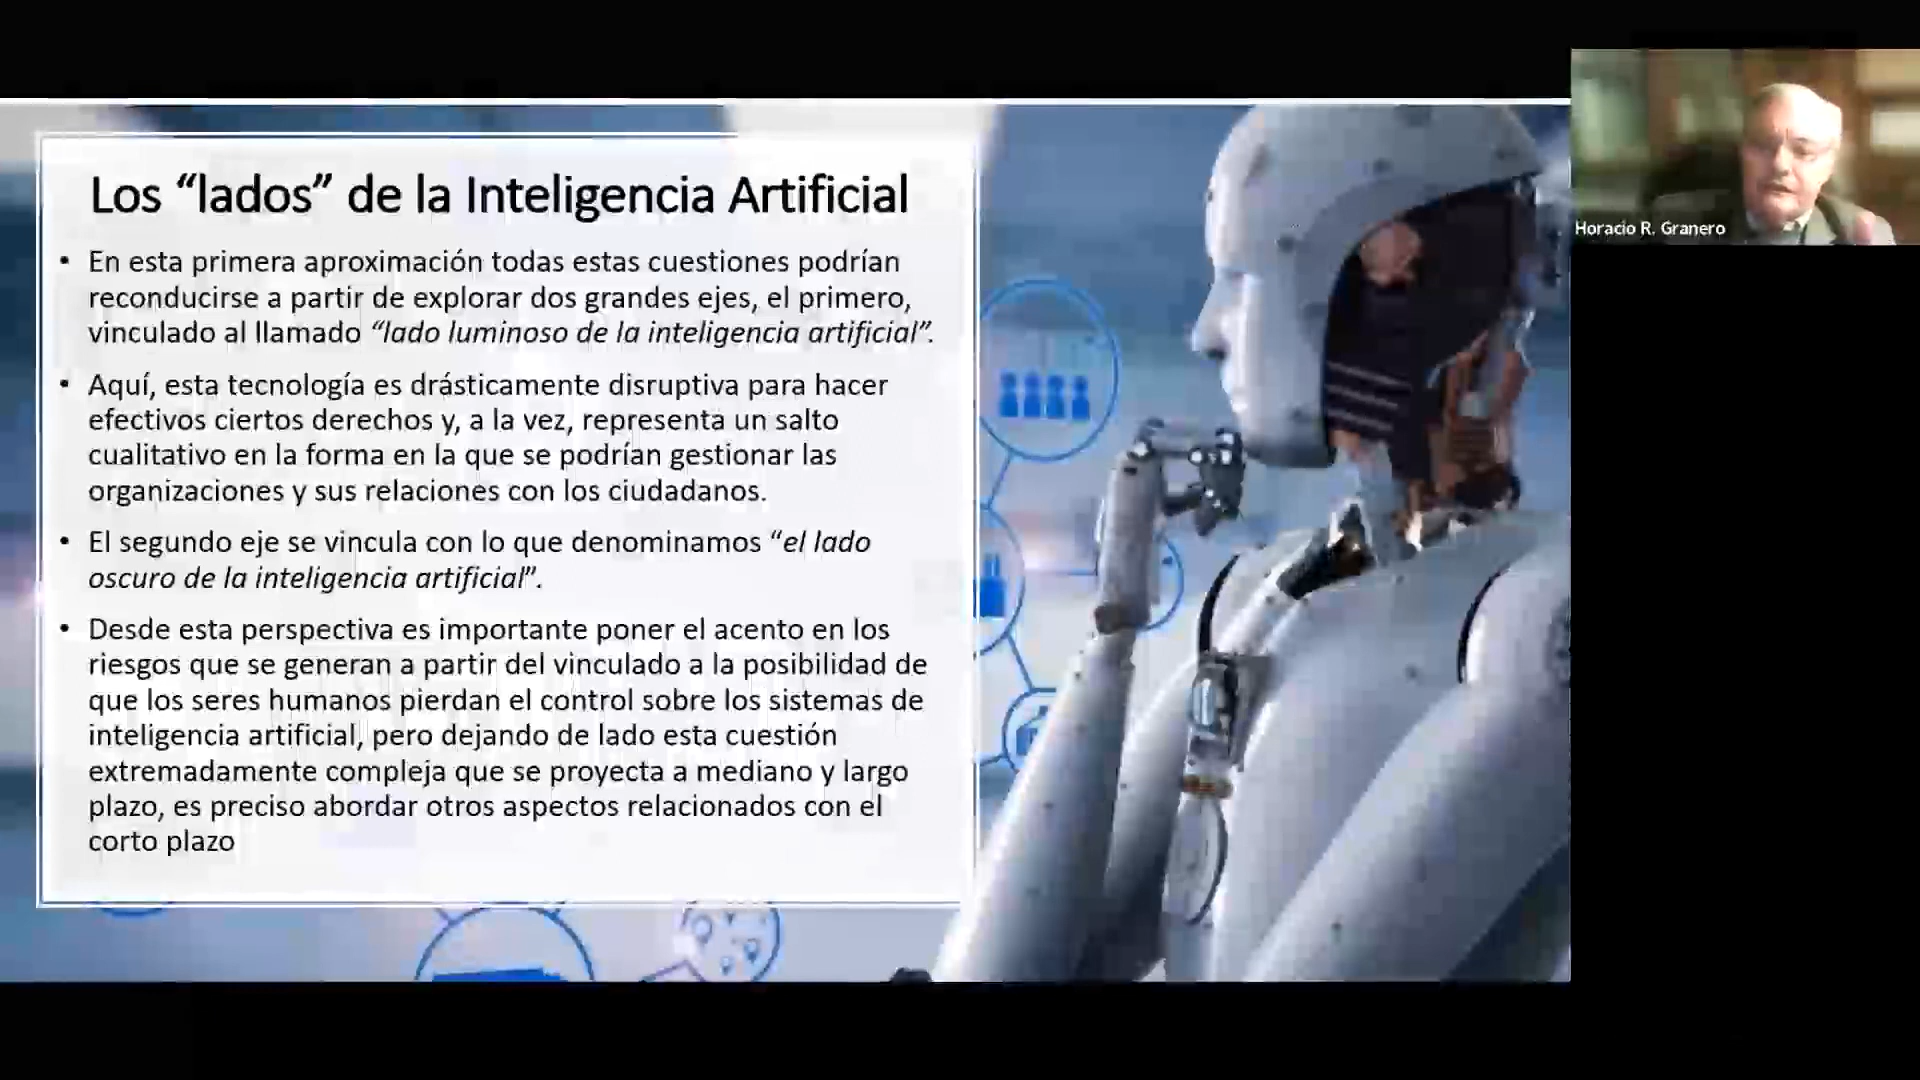 Los “lados” de la Inteligencia Artificial
• En esta primera aproximación todas estas cuestiones podrían
reconducirse a partir de explorar dos grandes ejes, el primero,
vinculado al llamado “lado luminoso de la inteligencia artificial”.
• Aquí, esta tecnología es drásticamente disruptiva para hacer
efectivos ciertos derechos y, a la vez, representa un salto
cualitativo en la forma en la que se podrían gestionar las
organizaciones y sus relaciones con los ciudadanos.
• El segundo eje se vincula con lo que denominamos “el lado
oscuro de la inteligencia artificial”.
• Desde esta perspectiva es importante poner el acento en los
riesgos que se generan a partir del vinculado a la posibilidad de
que los seres humanos pierdan el control sobre los sistemas de
inteligencia artificial, pero dejando de lado esta cuestión
extremadamente compleja que se proyecta a mediano y largo
plazo, es preciso abordar otros aspectos relacionados con el
corto plazo
Horacio R. Granero